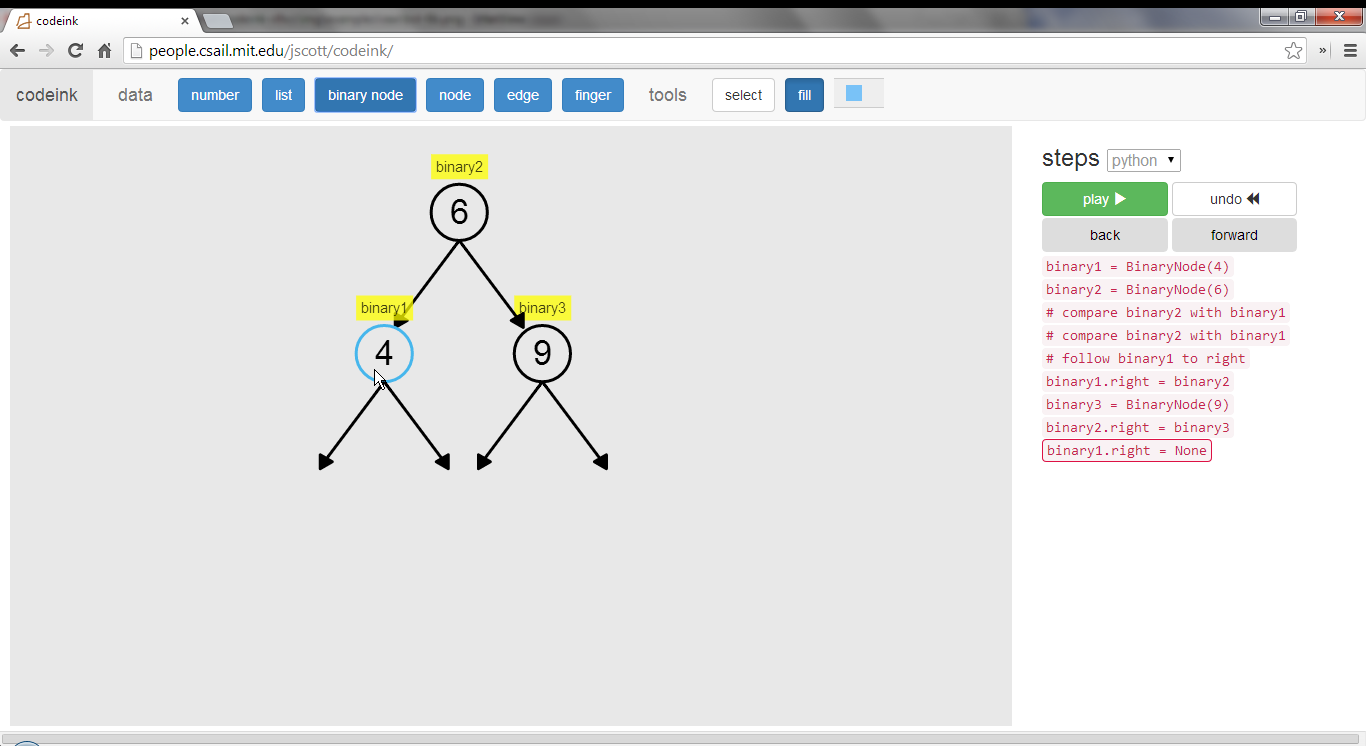 codeink
people.csail.mit.edu/jscott/codeink/
codeink data number list binary node node edge finger tools select fill
binary2
6
binary1 binary3
4 9
steps python
play undo
back forward
binary1 = BinaryNode(4)
binary2 = BinaryNode(6)
# compare binary2 with binary1
# compare binary2 with binary1
# follow binary1 to right
binary1.right = binary2
binary3 = BinaryNode(9)
binary2.right = binary3
binary1.right = None